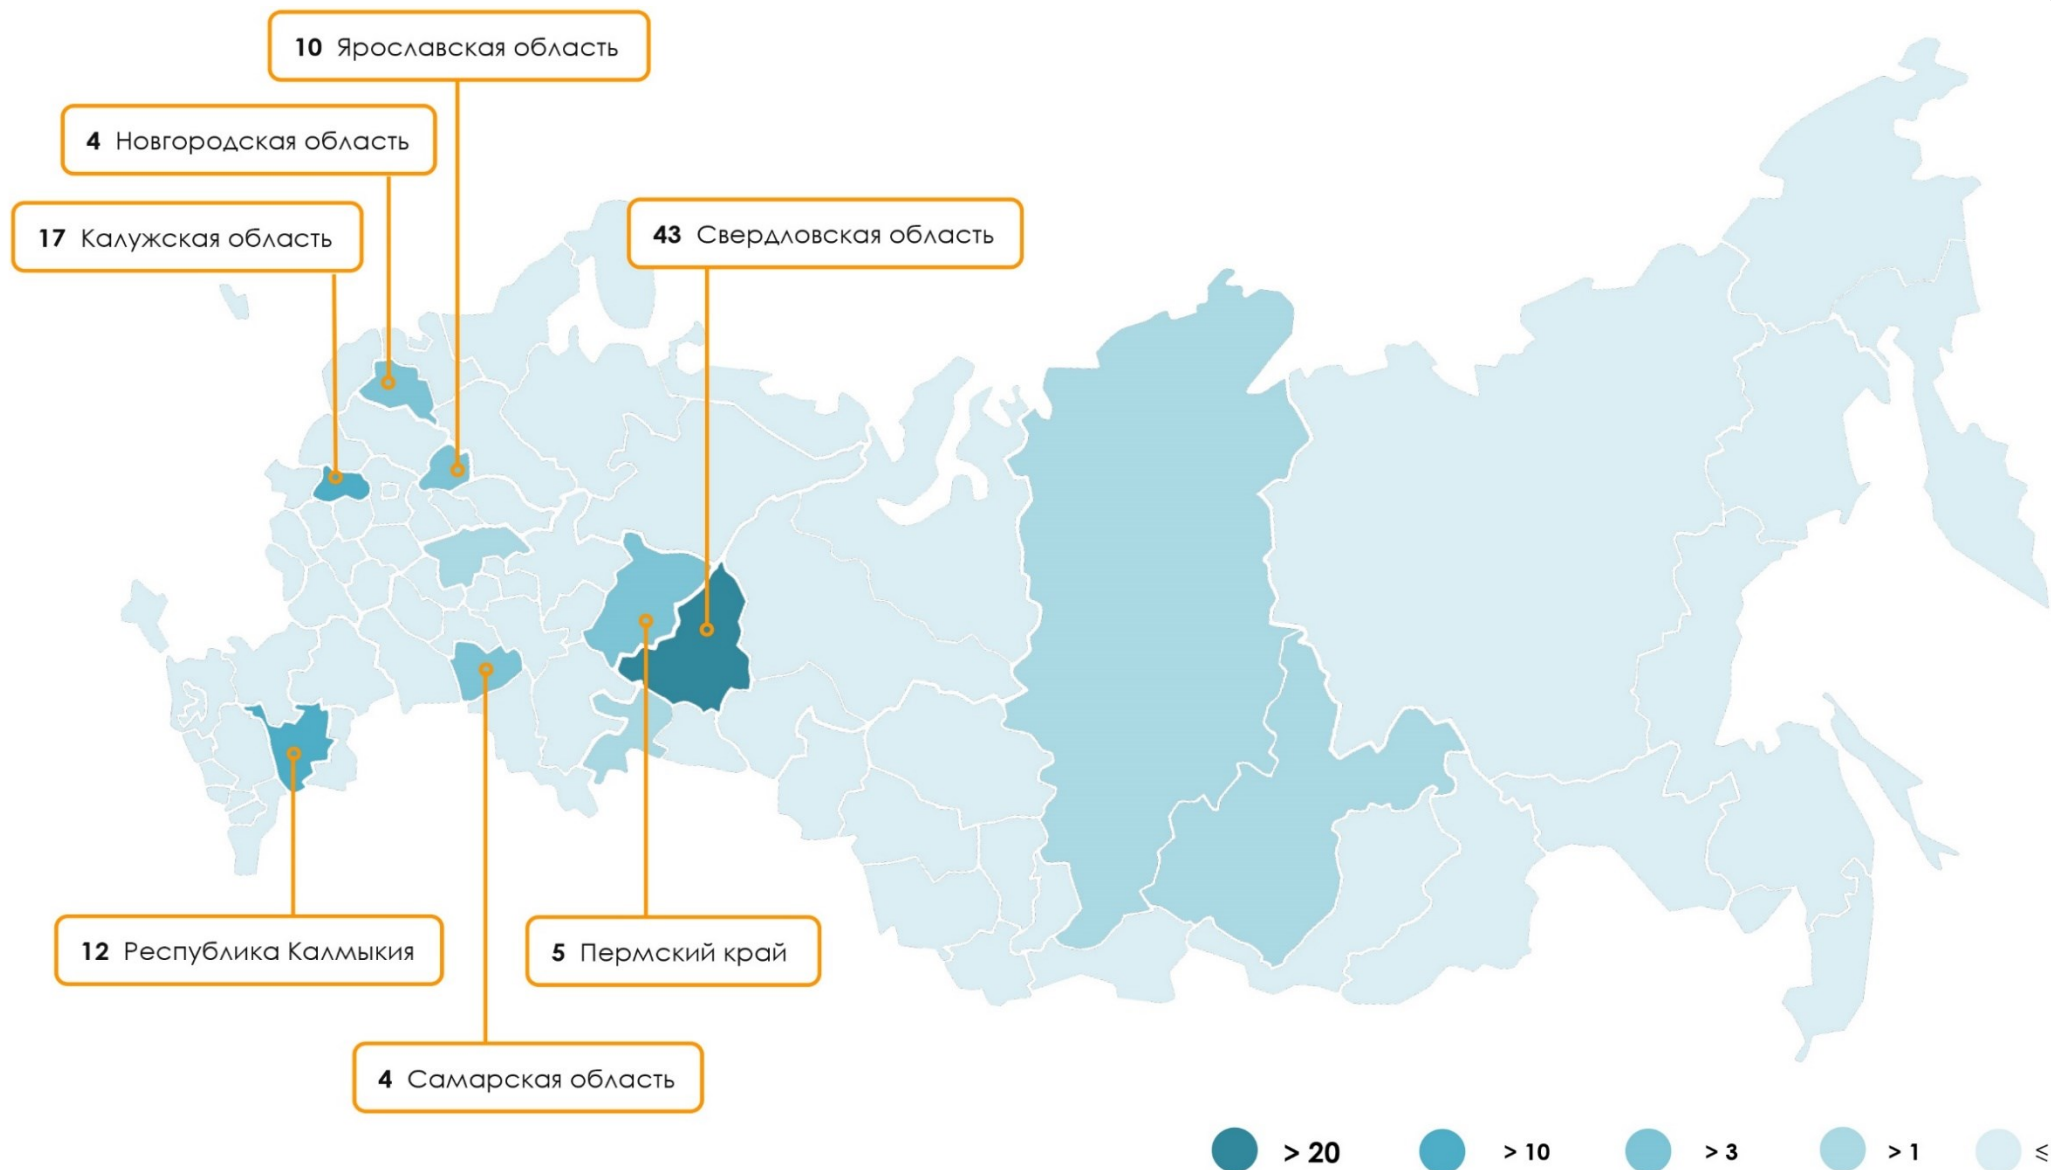 10 Ярославская область
4 Новгородская область
17 Калужская область
43 Свердловская область
12 Республика Калмыкия
5 Пермский край
4 Самарская область
> 20 > 10 > 3 > 1 ≤